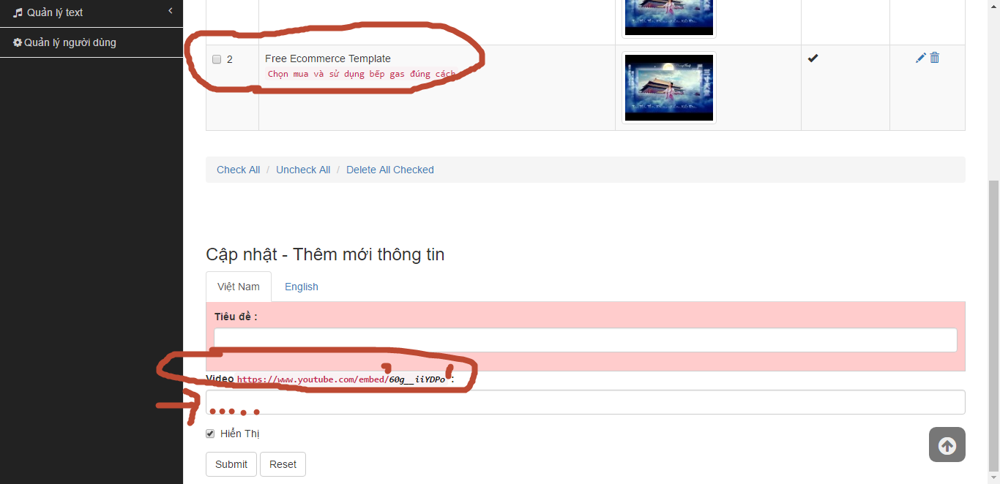 Quản lý text
Quản lý người dùng
2
Free Ecommerce Template
Chọn mua và sử dụng bếp gas đúng cách
Check All / Uncheck All / Delete All Checked
Cập nhật - Thêm mới thông tin
Việt Nam
English
Tiêu đề :
Video https://www.youtube.com/embed/60g__iiYDPo :
Hiển Thị
Submit
Reset